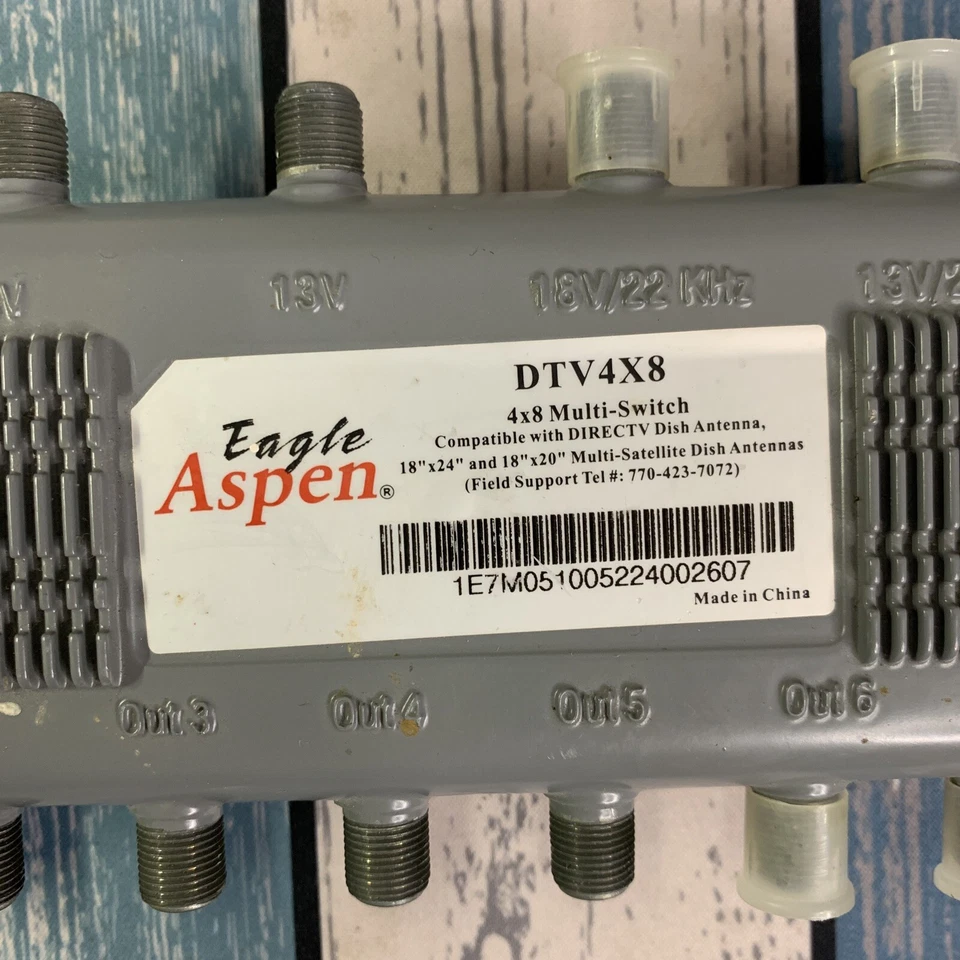 V
13V
18V/22 KHz
13V/2
DTV4X8
4x8 Multi-Switch
Compatible with DIRECTV Dish Antenna,
18"x24" and 18"x20" Multi-Satellite Dish Antennas
(Field Support Tel #: 770-423-7072)
Eagle
Aspen®
1E7M051005224002607
Made in China
Out 3
Out 4
Out 5
Out 6